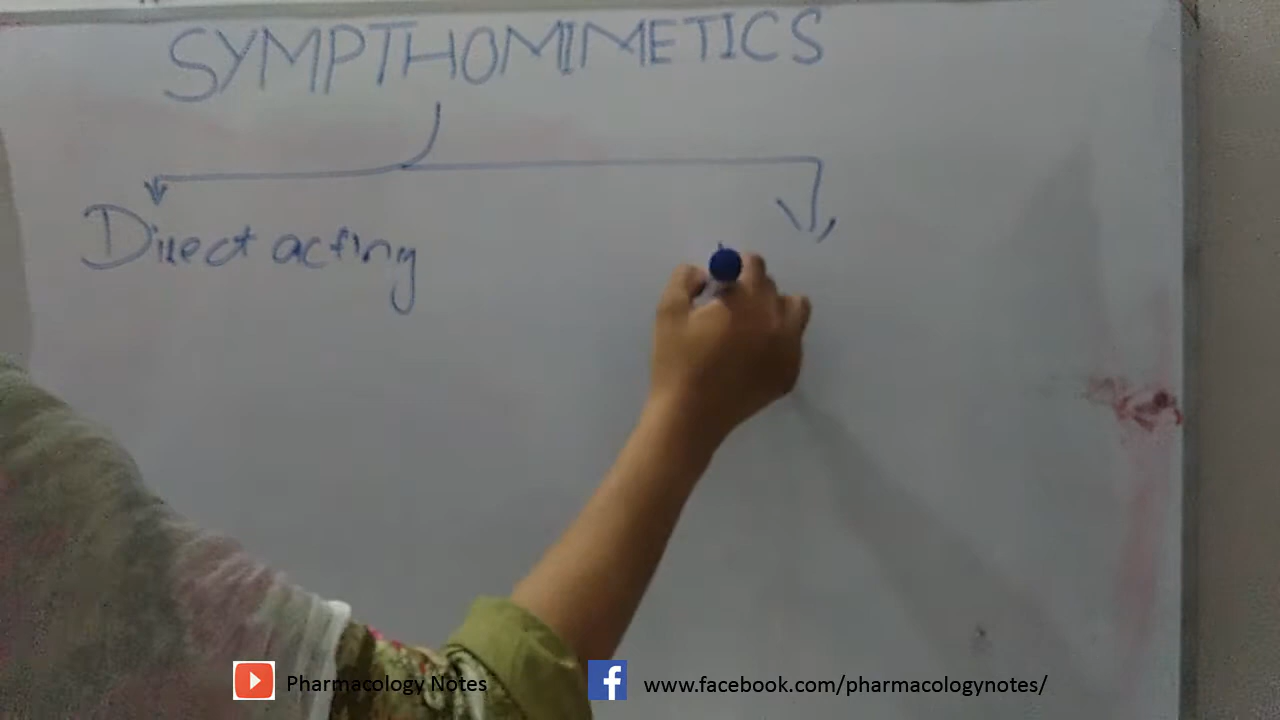 SYMPTHOMIMETICS
Direct acting
Pharmacology Notes
www.facebook.com/pharmacologynotes/